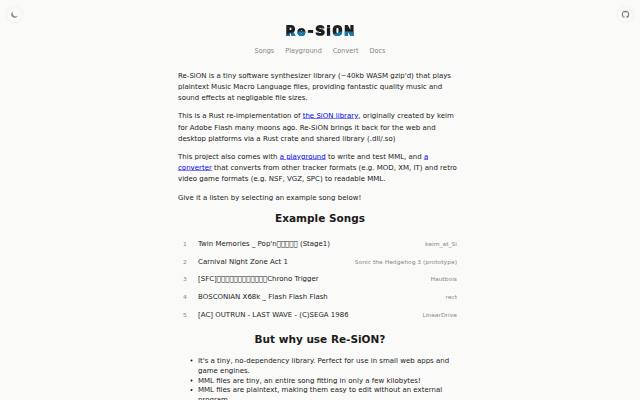 Re-SiON
Songs Playground Convert Docs
Re-SiON is a tiny software synthesizer library (~40kb WASM gzip'd) that plays
plaintext Music Macro Language files, providing fantastic quality music and
sound effects at negligible file sizes.
This is a Rust re-implementation of the SiON library, originally created by keim
for Adobe Flash many moons ago. Re-SiON brings it back for the web and
desktop platforms via a Rust crate and shared library (.dll/.so)
This project also comes with a playground to write and test MML, and a
converter that converts from other tracker formats (e.g. MOD, XM, IT) and retro
video game formats (e.g. NSF, VGZ, SPC) to readable MML.
Give it a listen by selecting an example song below!
Example Songs
1 Twin Memories _ Pop'n (Stage1) keim_at_Si
2 Carnival Night Zone Act 1 Sonic the Hedgehog 3 (prototype)
3 [SFC] Chrono Trigger Hautbois
4 BOSCONIAN X68k _ Flash Flash Flash rect
5 [AC] OUTRUN - LAST WAVE - (C)SEGA 1986 LinearDrive
But why use Re-SiON?
• It's a tiny, no-dependency library. Perfect for use in small web apps and
game engines.
• MML files are tiny, an entire song fitting in only a few kilobytes!
• MML files are plaintext, making them easy to edit without an external
program.